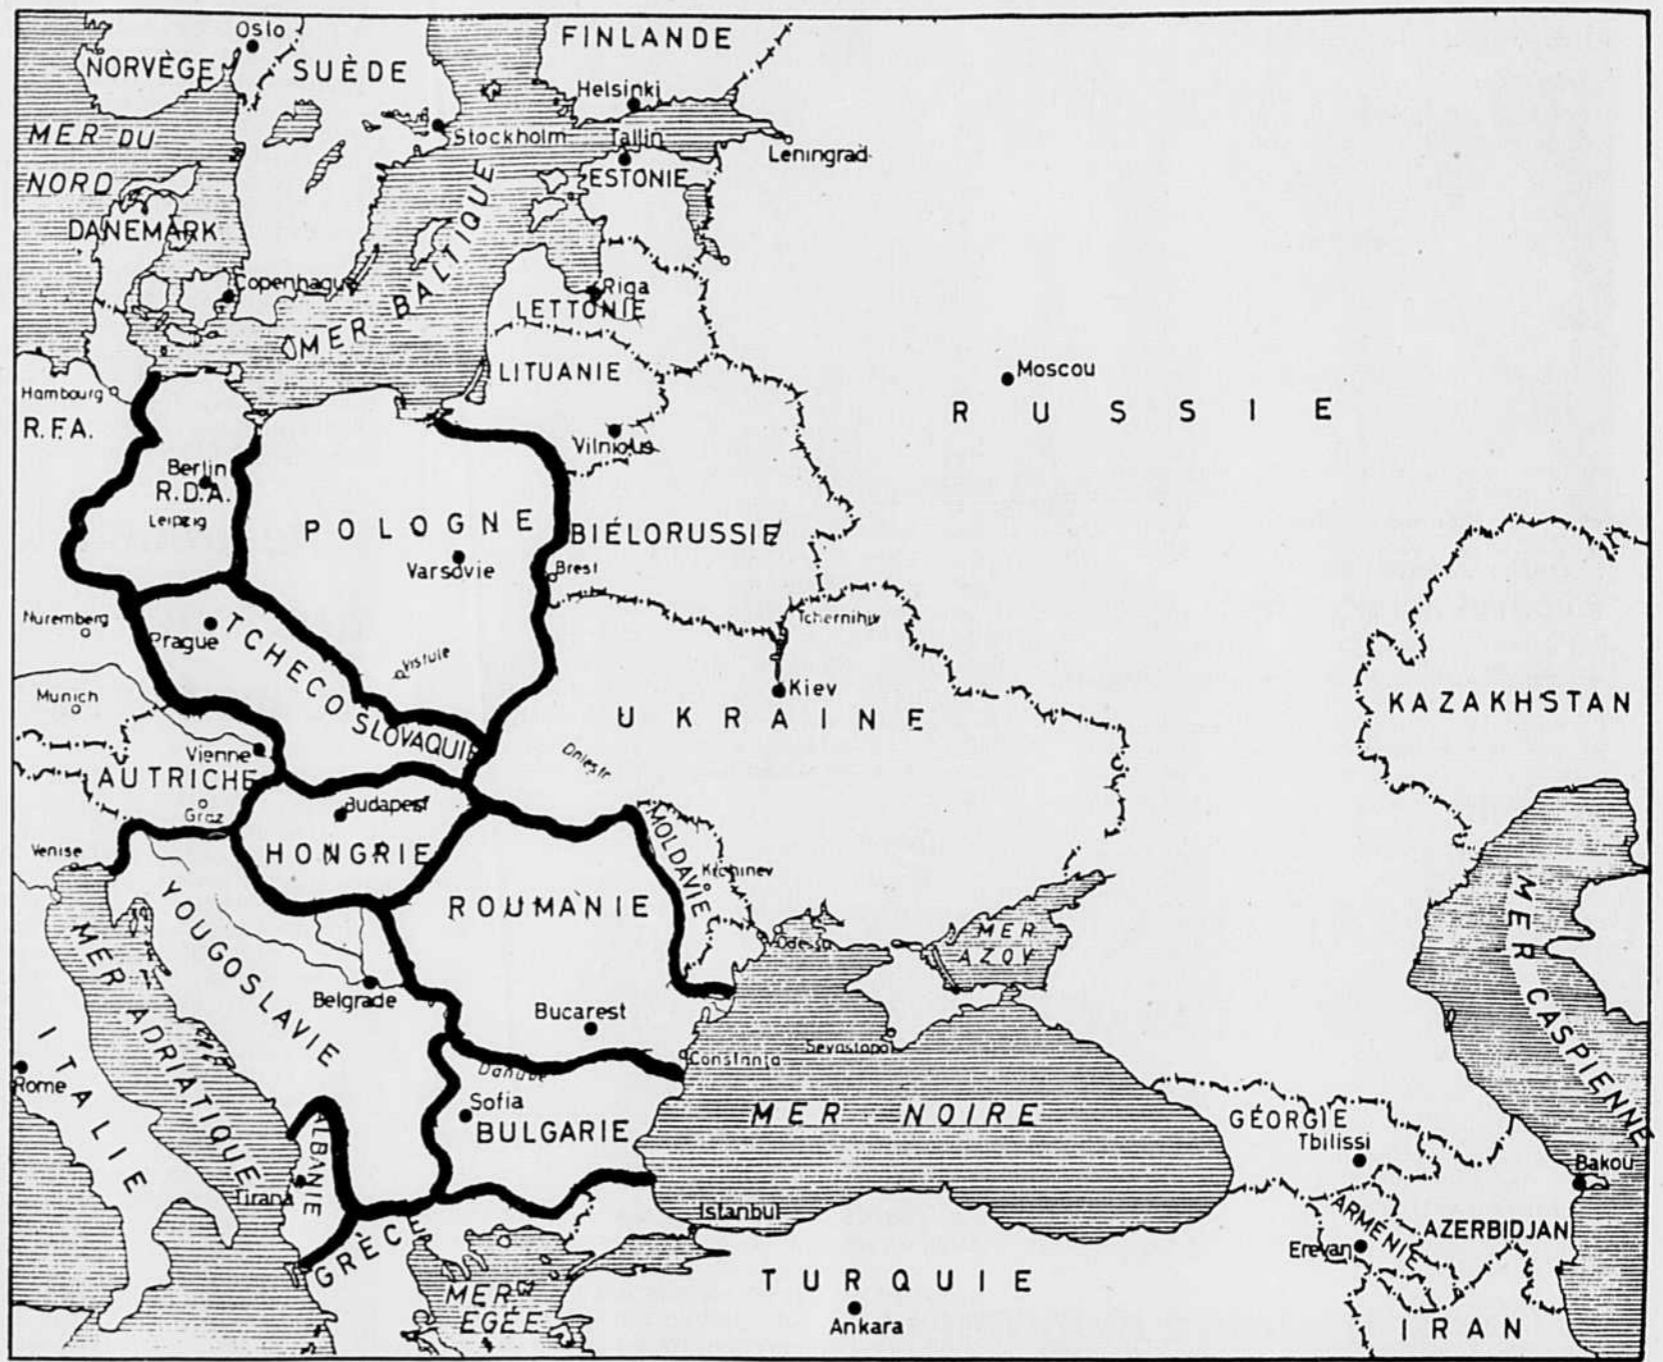 Oslo
FINLANDE
NORVÈGE
SUÈDE
Helsinki
MER DU
NORD
Stockholm
Tallin
Leningrad
ESTONIE
DANEMARK
MER BALTIQUE
Copenhague
Riga
LETTONIE
LITUANIE
Moscou
Hambourg
RUSSIE
R.F.A.
Vilnious
Berlin
R.D.A.
Leipzig
POLOGNE
BIÉLORUSSIE
Varsovie
Brest
Nuremberg
Prague
TCHECOSLOVAQUIE
Tchernihiv
Vistule
Munich
Kiev
KAZAKHSTAN
UKRAINE
Vienne
Dniestr
AUTRICHE
Graz
Budapest
Venise
HONGRIE
MOLDAVIE
Kichinev
YOUGOSLAVIE
ROUMANIE
MER
AZOV
Odessa
MER ADRIATIQUE
MER CASPIENNE
Belgrade
Bucarest
Constanța
Sevastopol
ITALIE
Rome
Danube
Sofia
BULGARIE
MER NOIRE
GÉORGIE
Tbilissi
ALBANIE
Tirana
Bakou
Istanbul
ARMÉNIE
AZERBIDJAN
Erevan
GRÈCE
MER
EGÉE
TURQUIE
Ankara
IRAN